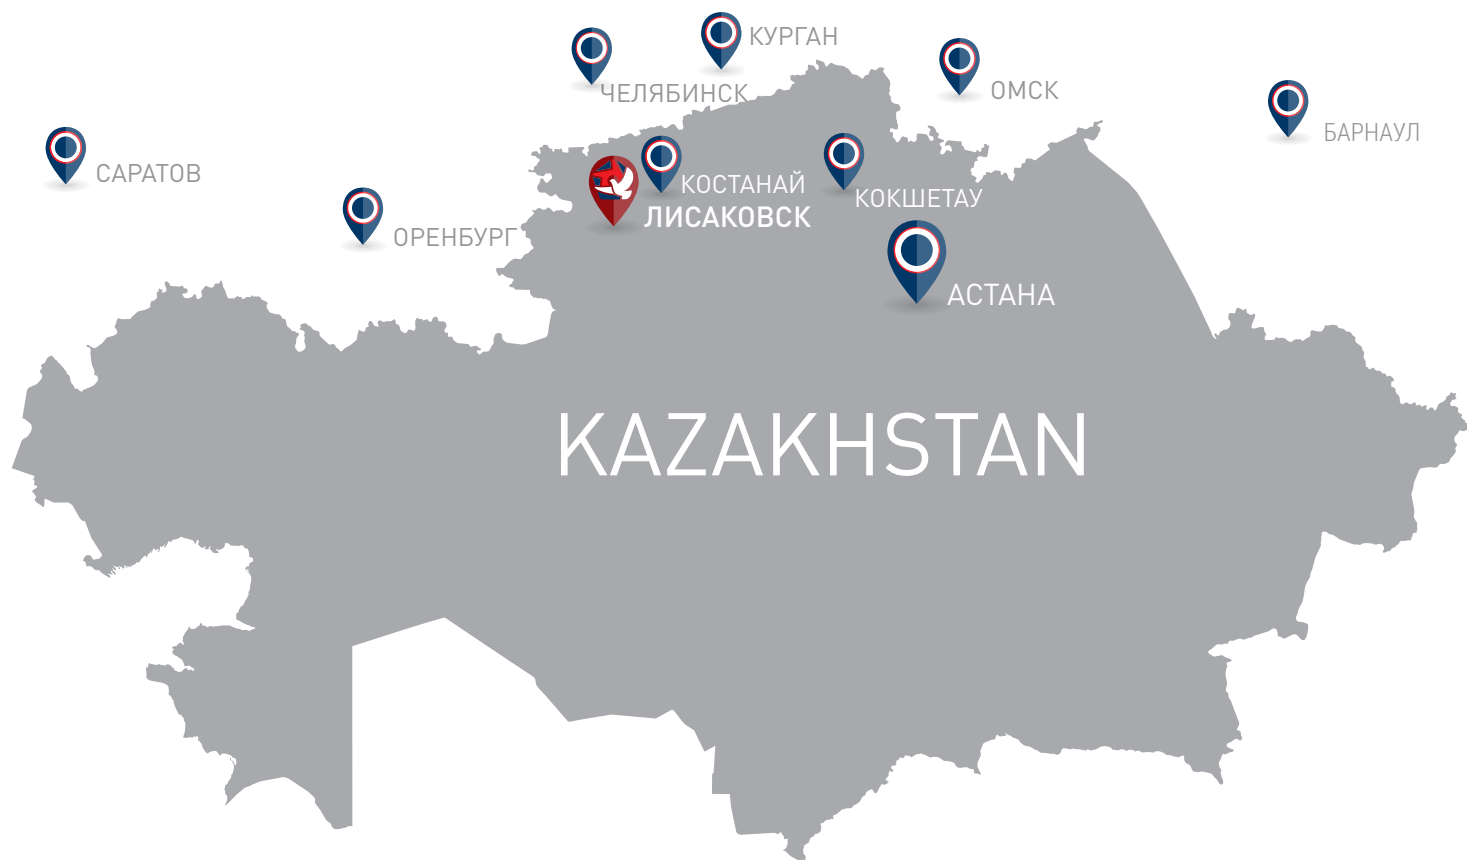 КУРГАН
ЧЕЛЯБИНСК
ОМСК
БАРНАУЛ
САРАТОВ
КОСТАНАЙ
КОКШЕТАУ
ЛИСАКОВСК
ОРЕНБУРГ
АСТАНА
KAZAKHSTAN